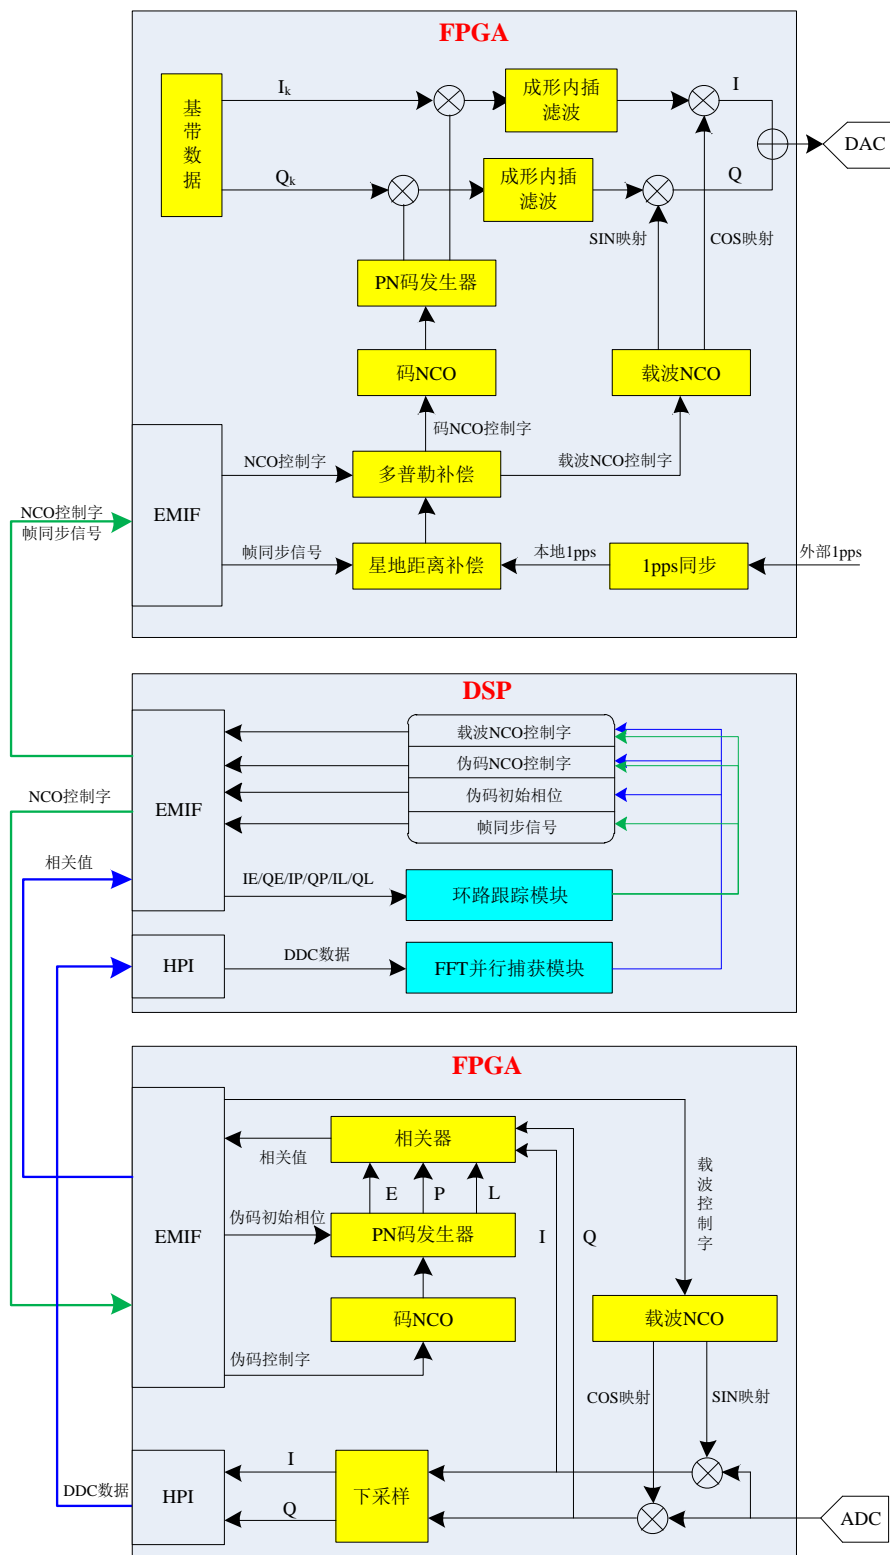 FPGA
基带数据
Iₖ
成形内插
滤波
I
DAC
Qₖ
成形内插
滤波
Q
SIN映射
COS映射
PN码发生器
码NCO
载波NCO
码NCO控制字
NCO控制字
多普勒补偿
载波NCO控制字
EMIF
NCO控制字
帧同步信号
帧同步信号
星地距离补偿
本地1pps
1pps同步
外部1pps
DSP
载波NCO控制字
伪码NCO控制字
伪码初始相位
帧同步信号
EMIF
NCO控制字
相关值
IE/QE/IP/QP/IL/QL
环路跟踪模块
HPI
DDC数据
FFT并行捕获模块
FPGA
相关器
相关值
载波控制字
E
P
L
伪码初始相位
PN码发生器
EMIF
I
Q
码NCO
载波NCO
伪码控制字
COS映射
SIN映射
HPI
I
下采样
DDC数据
Q
ADC